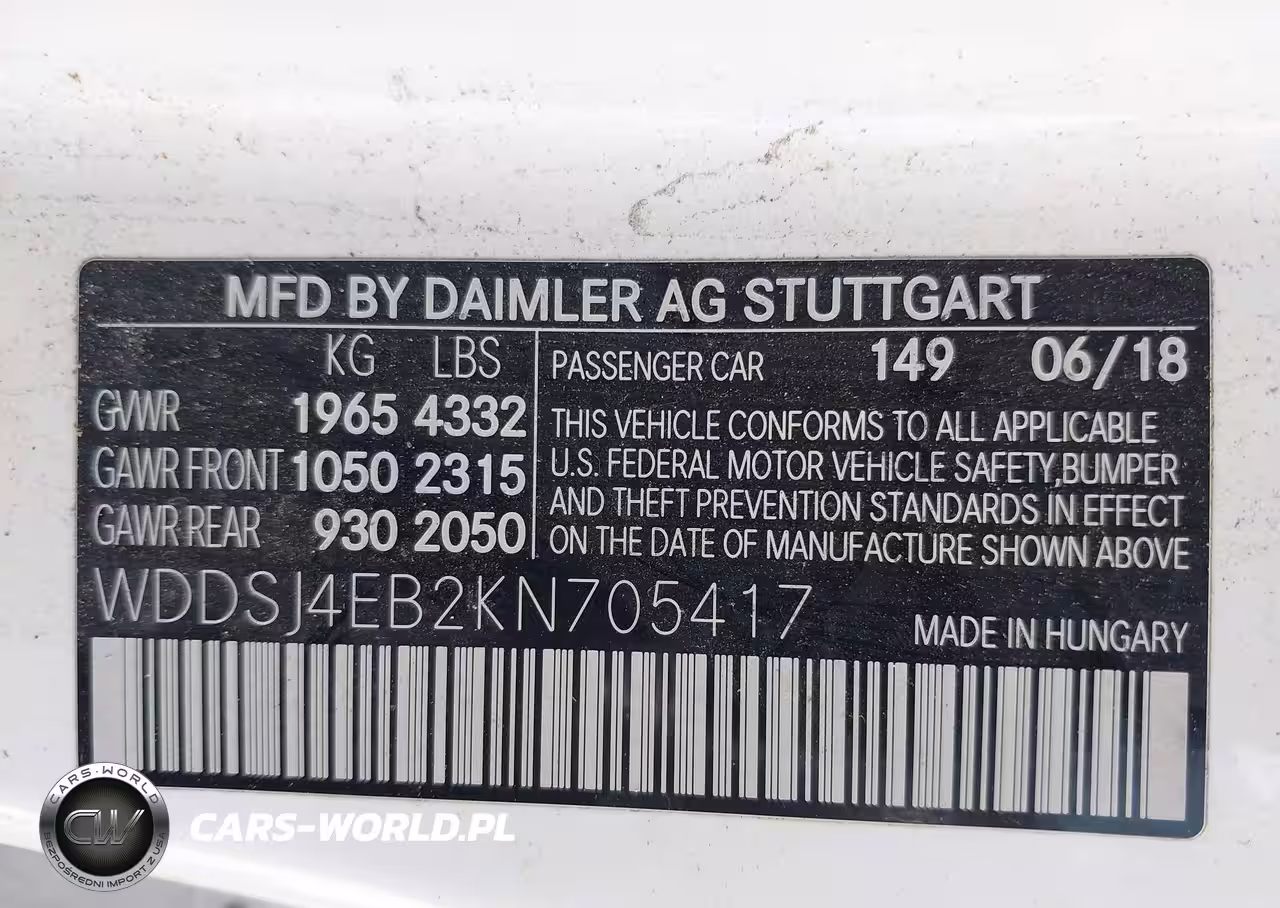 MFD BY DAIMLER AG STUTTGART
KG LBS
GVWR 1965 4332
GAWR FRONT 1050 2315
GAWR REAR 930 2050
PASSENGER CAR 149 06/18
THIS VEHICLE CONFORMS TO ALL APPLICABLE
U.S. FEDERAL MOTOR VEHICLE SAFETY,BUMPER
AND THEFT PREVENTION STANDARDS IN EFFECT
ON THE DATE OF MANUFACTURE SHOWN ABOVE
WDDSJ4EB2KN705417
MADE IN HUNGARY
CARS-WORLD
CW
BEZPOŚREDNI IMPORT Z USA
CARS-WORLD.PL